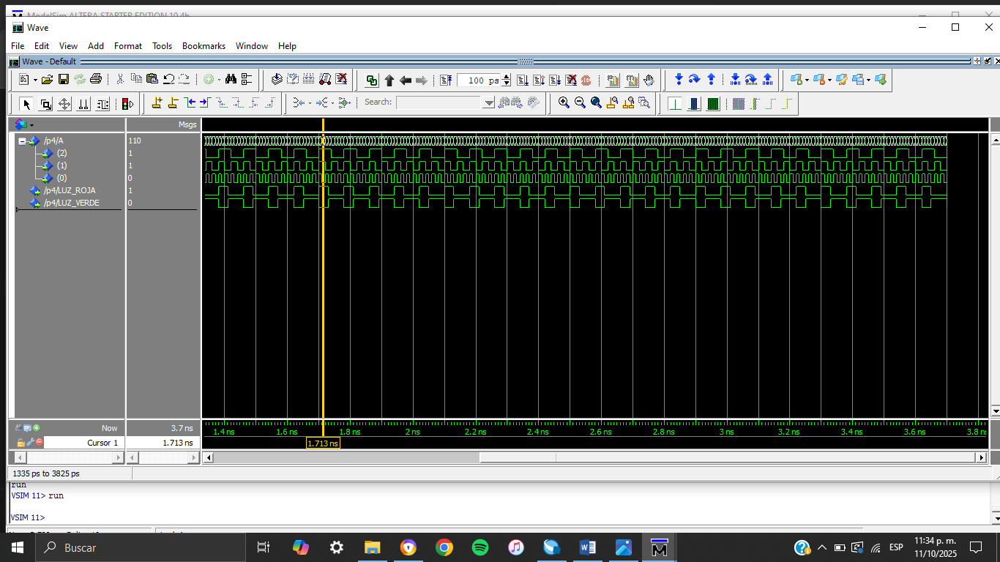 ModelSim ALTERA STARTER EDITION 10.4b
Wave
File Edit View Add Format Tools Bookmarks Window Help
Wave - Default
100 ps
Search:
Msgs
/p4/A 110
(2) 1
(1) 1
(0) 0
/p4/LUZ_ROJA 1
/p4/LUZ_VERDE 0
Now 3.7 ns
1.4 ns 1.6 ns 1.8 ns 2 ns 2.2 ns 2.4 ns 2.6 ns 2.8 ns 3 ns 3.2 ns 3.4 ns 3.6 ns 3.8 ns
Cursor 1 1.713 ns
1.713 ns
1335 ps to 3825 ps
run
VSIM 11> run
VSIM 11>
Buscar
ESP
11:34 p. m.
11/10/2025